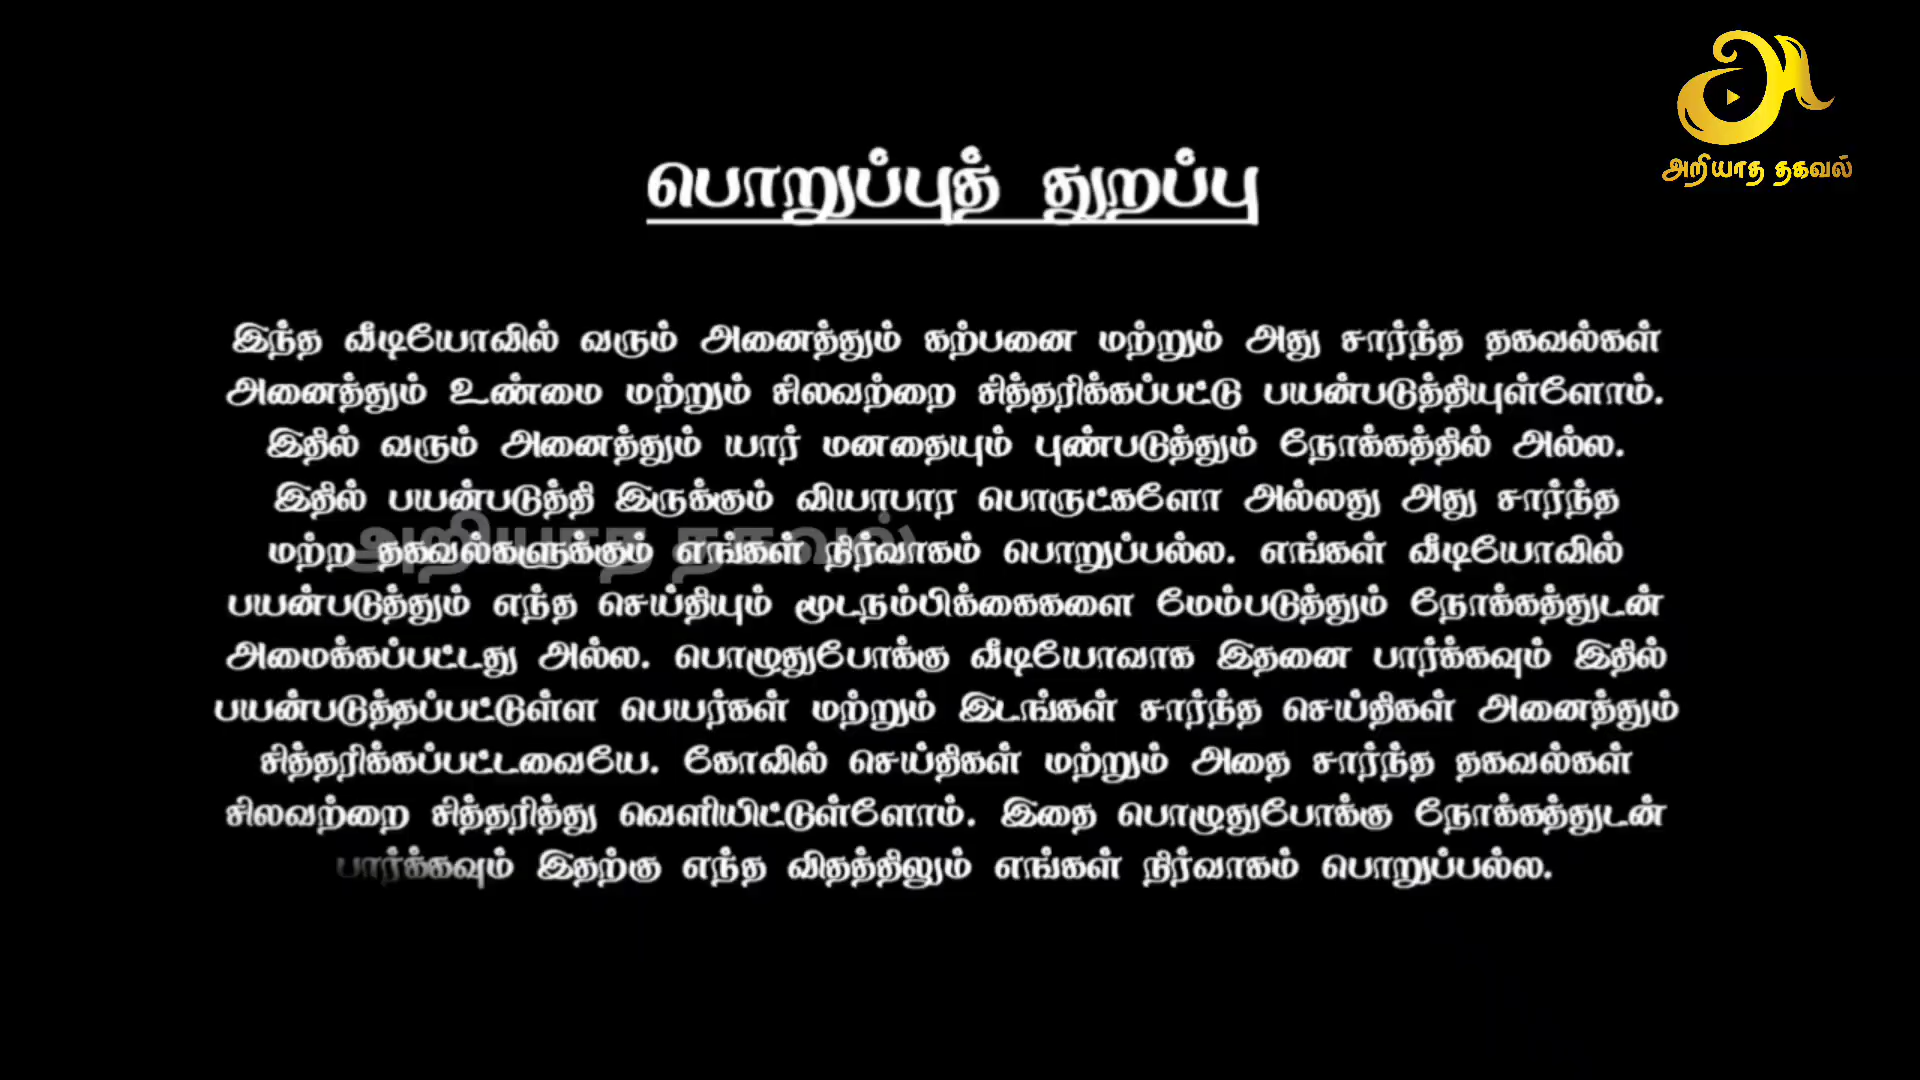 அறியாத தகவல்
பொறுப்புத் துறப்பு
இந்த வீடியோவில் வரும் அனைத்தும் கற்பனை மற்றும் அது சார்ந்த தகவல்கள்
அனைத்தும் உண்மை மற்றும் சிலவற்றை சித்தரிக்கப்பட்டு பயன்படுத்தியுள்ளோம்.
இதில் வரும் அனைத்தும் யார் மனதையும் புண்படுத்தும் நோக்கத்தில் அல்ல.
இதில் பயன்படுத்தி இருக்கும் வியாபார பொருட்களோ அல்லது அது சார்ந்த
மற்ற தகவல்களுக்கும் எங்கள் நிர்வாகம் பொறுப்பல்ல. எங்கள் வீடியோவில்
பயன்படுத்தும் எந்த செய்தியும் மூடநம்பிக்கைகளை மேம்படுத்தும் நோக்கத்துடன்
அமைக்கப்பட்டது அல்ல. பொழுதுபோக்கு வீடியோவாக இதனை பார்க்கவும் இதில்
பயன்படுத்தப்பட்டுள்ள பெயர்கள் மற்றும் இடங்கள் சார்ந்த செய்திகள் அனைத்தும்
சித்தரிக்கப்பட்டவையே. கோவில் செய்திகள் மற்றும் அதை சார்ந்த தகவல்கள்
சிலவற்றை சித்தரித்து வெளியிட்டுள்ளோம். இதை பொழுதுபோக்கு நோக்கத்துடன்
பார்க்கவும் இதற்கு எந்த விதத்திலும் எங்கள் நிர்வாகம் பொறுப்பல்ல.
அறியாத தகவல்